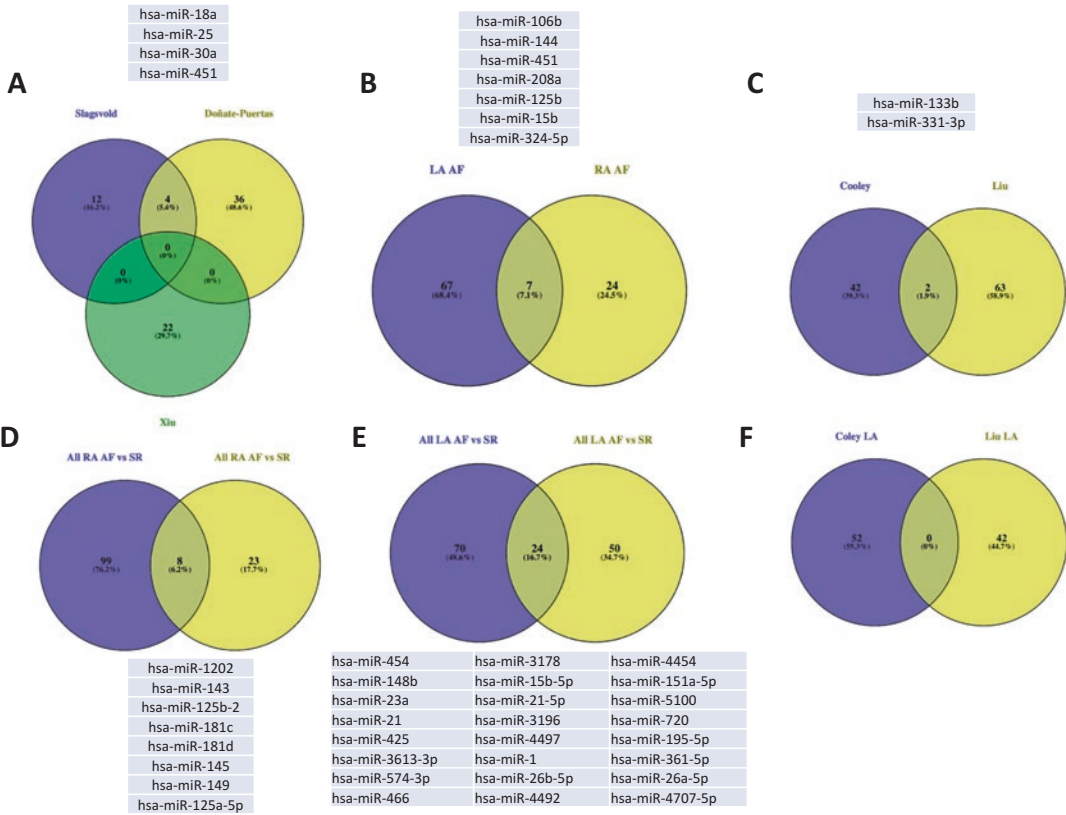 hsa-miR-18a
hsa-miR-25
hsa-miR-30a
hsa-miR-451
A
Slagsvold
Doñate-Puertas
12
(16.2%)
4
(5.4%)
36
(48.6%)
0
(0%)
0
(0%)
0
(0%)
22
(29.7%)
Xiu
hsa-miR-106b
hsa-miR-144
hsa-miR-451
hsa-miR-208a
hsa-miR-125b
hsa-miR-15b
hsa-miR-324-5p
B
LA AF
RA AF
67
(68.4%)
7
(7.1%)
24
(24.5%)
C
hsa-miR-133b
hsa-miR-331-3p
Cooley
Liu
42
(39.3%)
2
(1.9%)
63
(58.9%)
D
All RA AF vs SR
All RA AF vs SR
99
(76.2%)
8
(6.2%)
23
(17.7%)
hsa-miR-1202
hsa-miR-143
hsa-miR-125b-2
hsa-miR-181c
hsa-miR-181d
hsa-miR-145
hsa-miR-149
hsa-miR-125a-5p
E
All LA AF vs SR
All LA AF vs SR
70
(48.6%)
24
(16.7%)
50
(34.7%)
hsa-miR-454 hsa-miR-3178 hsa-miR-4454
hsa-miR-148b hsa-miR-15b-5p hsa-miR-151a-5p
hsa-miR-23a hsa-miR-21-5p hsa-miR-5100
hsa-miR-21 hsa-miR-3196 hsa-miR-720
hsa-miR-425 hsa-miR-4497 hsa-miR-195-5p
hsa-miR-3613-3p hsa-miR-1 hsa-miR-361-5p
hsa-miR-574-3p hsa-miR-26b-5p hsa-miR-26a-5p
hsa-miR-466 hsa-miR-4492 hsa-miR-4707-5p
F
Coley LA
Liu LA
52
(55.3%)
0
(0%)
42
(44.7%)